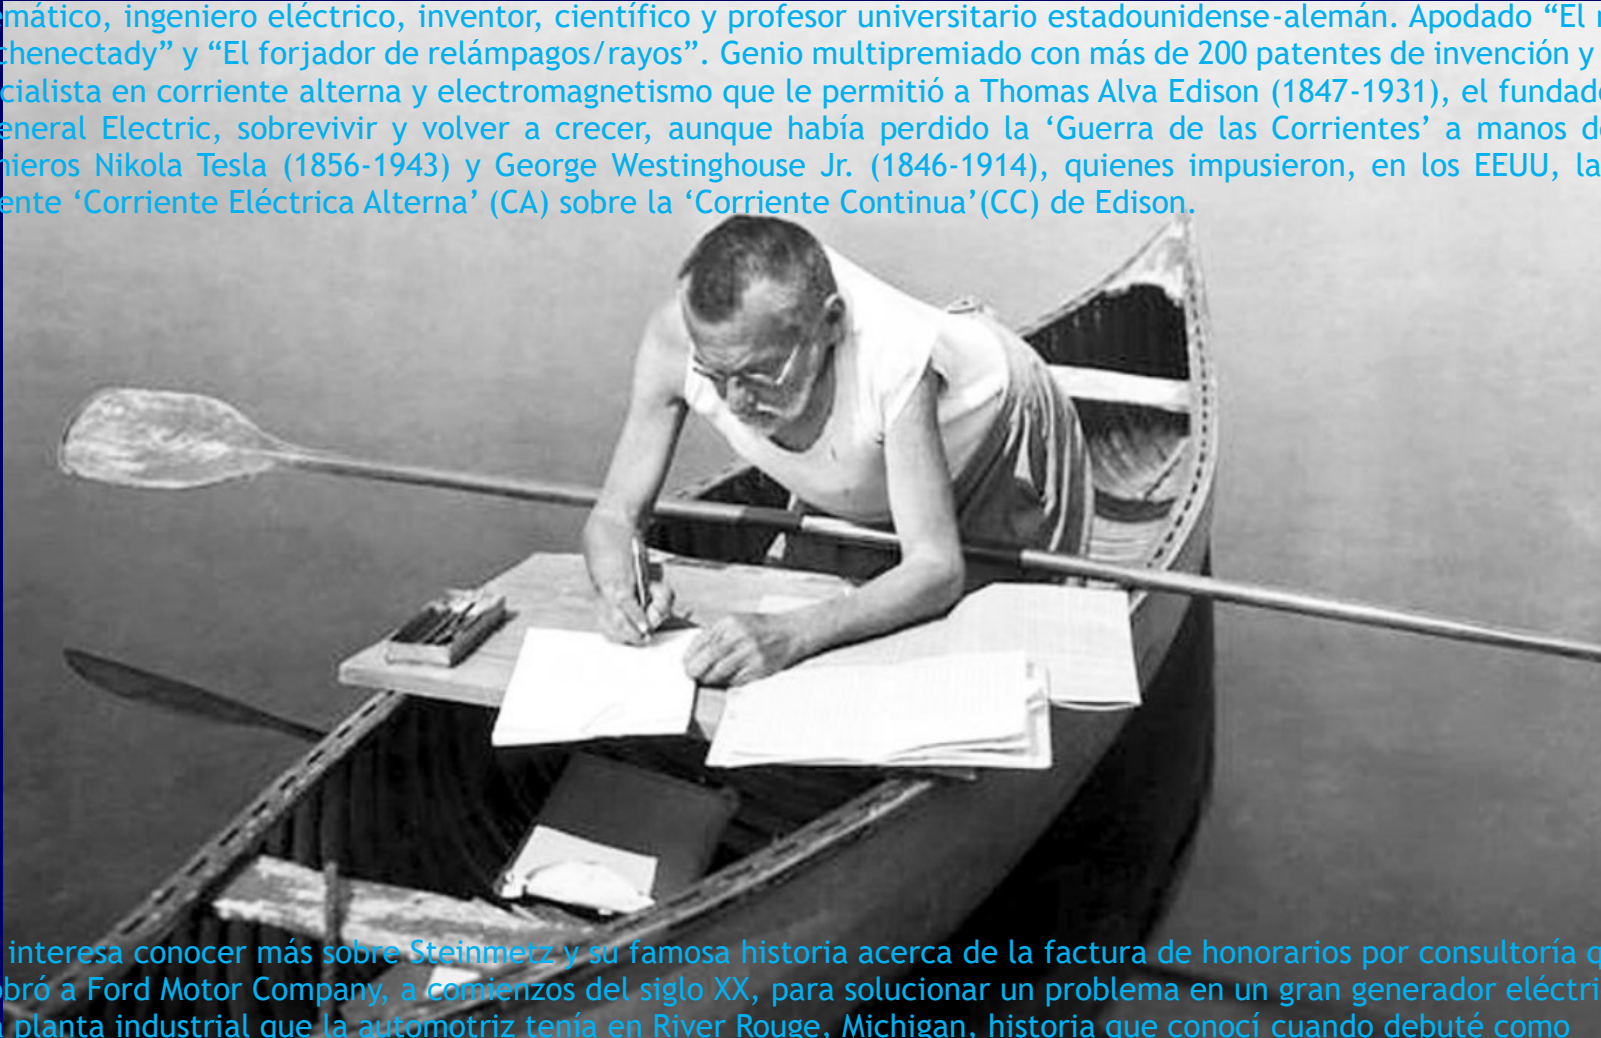 mático, ingeniero eléctrico, inventor, científico y profesor universitario estadounidense-alemán. Apodado “El
chenectady” y “El forjador de relámpagos/rayos”. Genio multipremiado con más de 200 patentes de invención y
cialista en corriente alterna y electromagnetismo que le permitió a Thomas Alva Edison (1847-1931), el fundad
eneral Electric, sobrevivir y volver a crecer, aunque había perdido la ‘Guerra de las Corrientes’ a manos d
nieros Nikola Tesla (1856-1943) y George Westinghouse Jr. (1846-1914), quienes impusieron, en los EEUU, la
ente ‘Corriente Eléctrica Alterna’ (CA) sobre la ‘Corriente Continua’(CC) de Edison.
interesa conocer más sobre Steinmetz y su famosa historia acerca de la factura de honorarios por consultoría q
obró a Ford Motor Company, a comienzos del siglo XX, para solucionar un problema en un gran generador eléctri
planta industrial que la automotriz tenía en River Rouge, Michigan, historia que conocí cuando debuté como